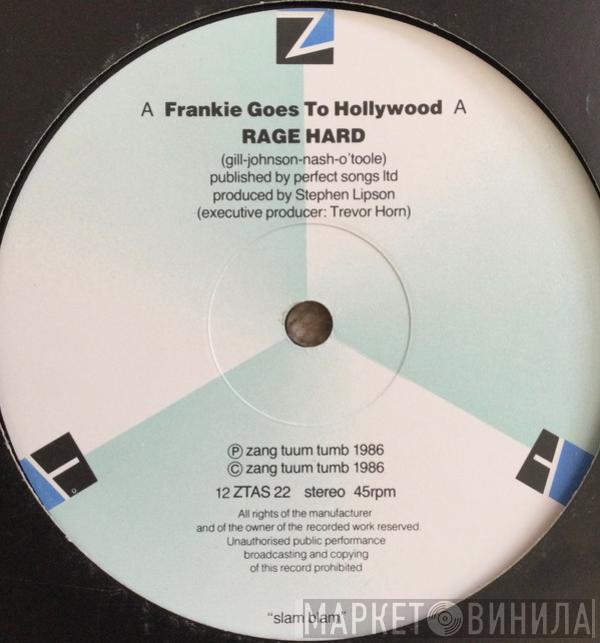 Z
A Frankie Goes To Hollywood A
RAGE HARD
(gill-johnson-nash-o'toole)
published by perfect songs ltd
produced by Stephen Lipson
(executive producer: Trevor Horn)
℗ zang tuum tumb 1986
© zang tuum tumb 1986
T
A
12 ZTAS 22 stereo 45rpm
All rights of the manufacturer
and of the owner of the recorded work reserved.
Unauthorised public performance
broadcasting and copying
of this record prohibited
"slam blam"
МАРКЕТ ВИНИЛА